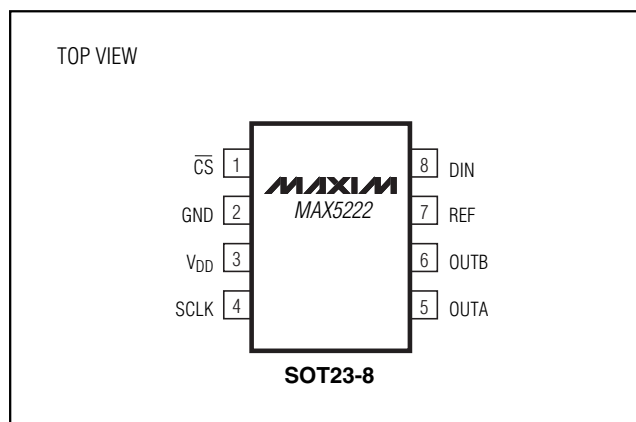 TOP VIEW
C̅S̅ 1
GND 2
VDD 3
SCLK 4
MAXIM
MAX5222
8 DIN
7 REF
6 OUTB
5 OUTA
SOT23-8